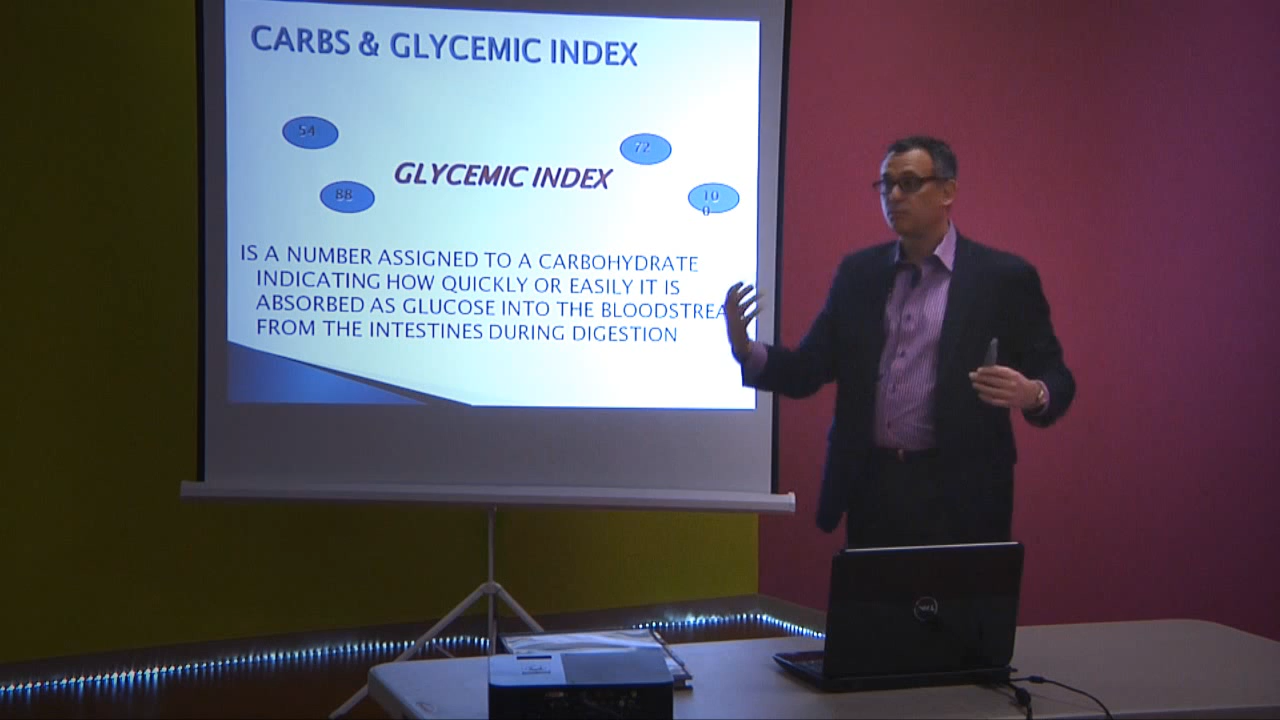 CARBS & GLYCEMIC INDEX
54
72
GLYCEMIC INDEX
88
10
0
IS A NUMBER ASSIGNED TO A CARBOHYDRATE
INDICATING HOW QUICKLY OR EASILY IT IS
ABSORBED AS GLUCOSE INTO THE BLOODSTREA
FROM THE INTESTINES DURING DIGESTION
DELL